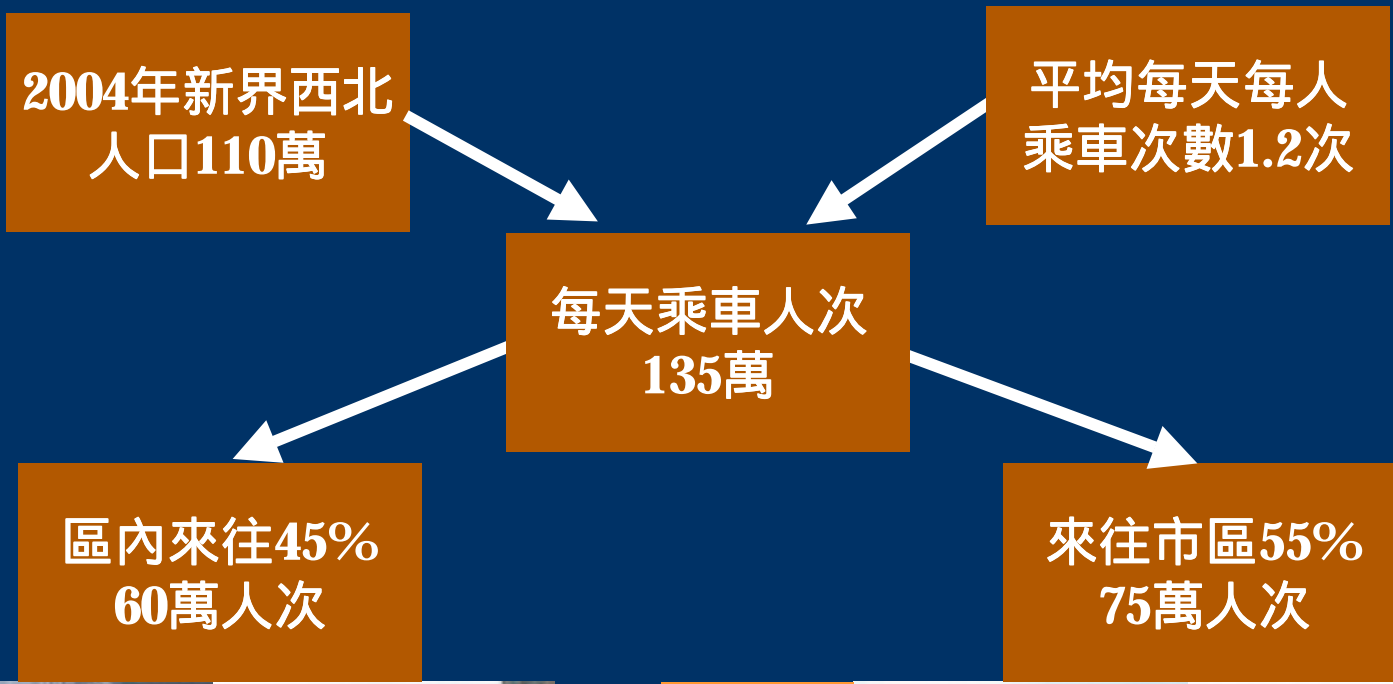 2004年新界西北
人口110萬
平均每天每人
乘車次數1.2次
每天乘車人次
135萬
區內來往45%
60萬人次
來往市區55%
75萬人次